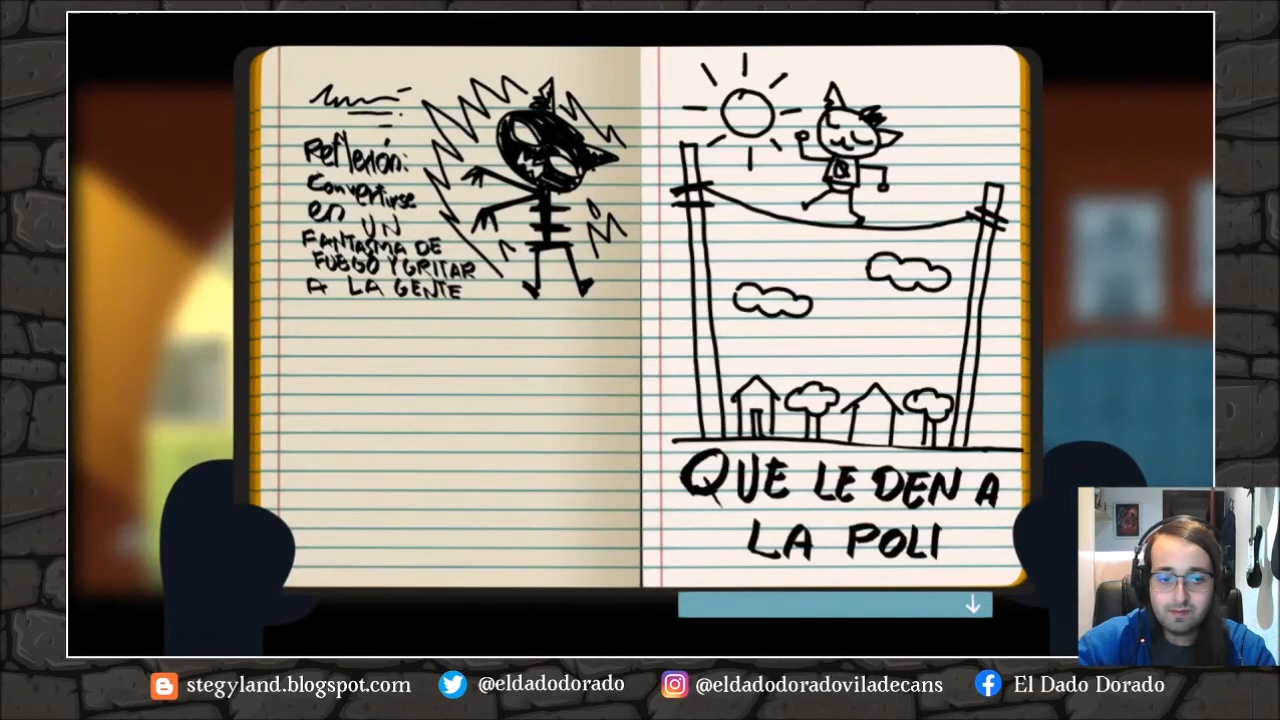 Reflexión:
Convertirse
en UN
FANTASMA DE
FUEGO Y GRITAR
A LA GENTE
QUE LE DEN A
LA POLI
stegyland.blogspot.com
@eldadodorado
@eldadodoradoviladecans
El Dado Dorado